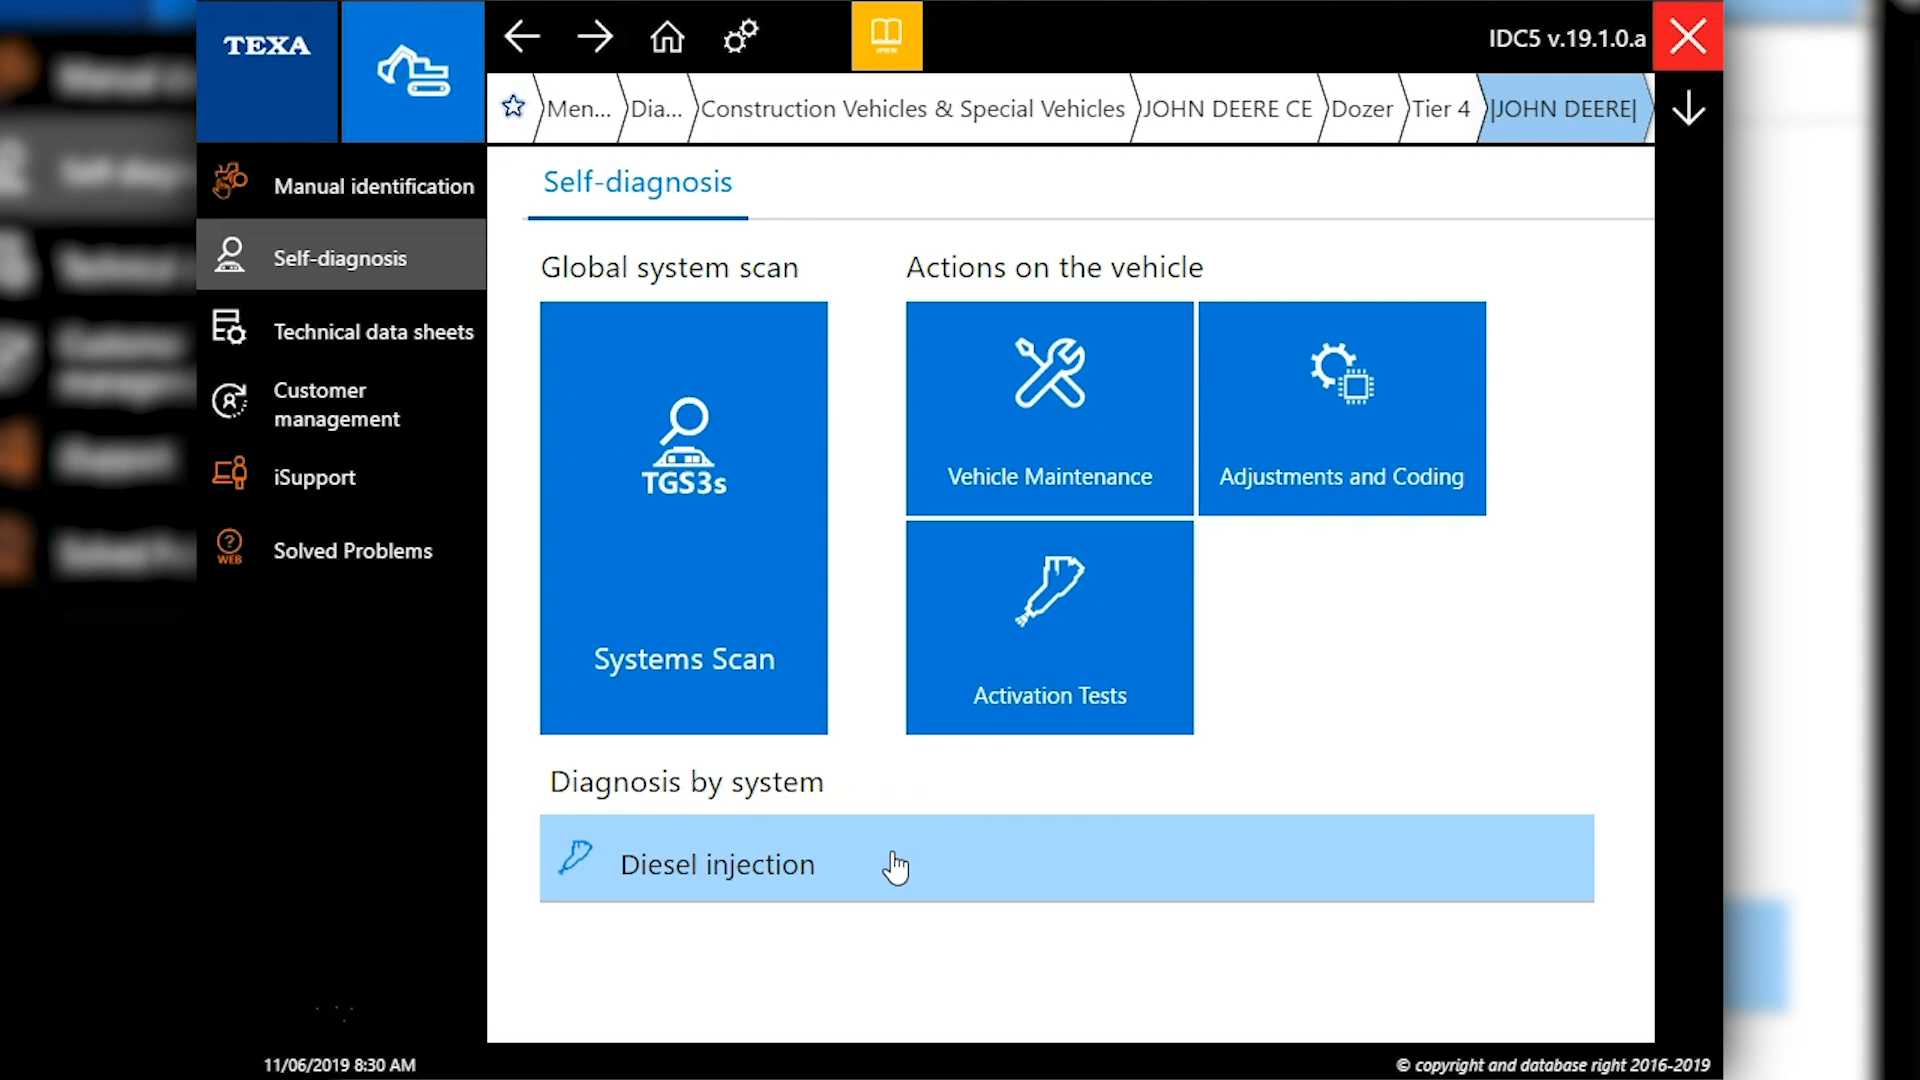 TEXA
www
IDC5 v.19.1.0.a
Men...
Dia...
Construction Vehicles & Special Vehicles
JOHN DEERE CE
Dozer
Tier 4
|JOHN DEERE|
Manual identification
Self-diagnosis
Technical data sheets
Customer
management
iSupport
WEB
Solved Problems
Self-diagnosis
Global system scan
TGS3s
Systems Scan
Actions on the vehicle
Vehicle Maintenance
Adjustments and Coding
Activation Tests
Diagnosis by system
Diesel injection
11/06/2019 8:30 AM
© copyright and database right 2016-2019